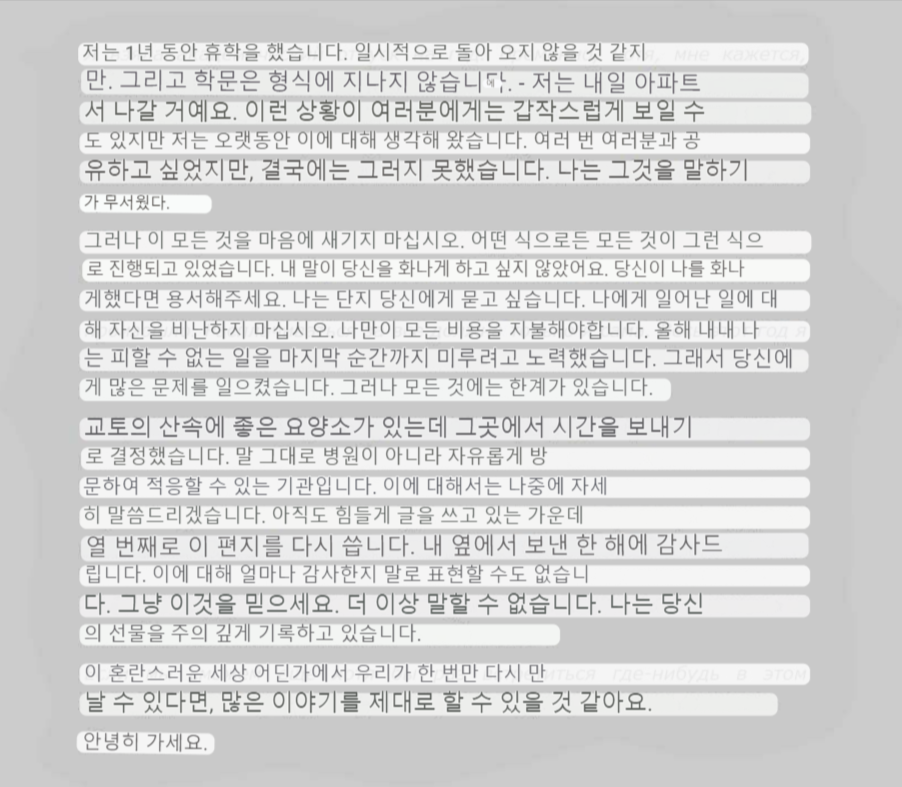 저는 1년 동안 휴학을 했습니다. 일시적으로 돌아 오지 않을 것 같지
만. 그리고 학문은 형식에 지나지 않습니다. - 저는 내일 아파트
서 나갈 거예요. 이런 상황이 여러분에게는 갑작스럽게 보일 수
도 있지만 저는 오랫동안 이에 대해 생각해 왔습니다. 여러 번 여러분과 공
유하고 싶었지만, 결국에는 그러지 못했습니다. 나는 그것을 말하기
가 무서웠다.
그러나 이 모든 것을 마음에 새기지 마십시오. 어떤 식으로든 모든 것이 그런 식으
로 진행되고 있었습니다. 내 말이 당신을 화나게 하고 싶지 않았어요. 당신이 나를 화나
게했다면 용서해주세요. 나는 단지 당신에게 묻고 싶습니다. 나에게 일어난 일에 대
해 자신을 비난하지 마십시오. 나만이 모든 비용을 지불해야합니다. 올해 내내 나
는 피할 수 없는 일을 마지막 순간까지 미루려고 노력했습니다. 그래서 당신에
게 많은 문제를 일으켰습니다. 그러나 모든 것에는 한계가 있습니다.
교토의 산속에 좋은 요양소가 있는데 그곳에서 시간을 보내기
로 결정했습니다. 말 그대로 병원이 아니라 자유롭게 방
문하여 적응할 수 있는 기관입니다. 이에 대해서는 나중에 자세
히 말씀드리겠습니다. 아직도 힘들게 글을 쓰고 있는 가운데
열 번째로 이 편지를 다시 씁니다. 내 옆에서 보낸 한 해에 감사드
립니다. 이에 대해 얼마나 감사한지 말로 표현할 수도 없습니
다. 그냥 이것을 믿으세요. 더 이상 말할 수 없습니다. 나는 당신
의 선물을 주의 깊게 기록하고 있습니다.
이 혼란스러운 세상 어딘가에서 우리가 한 번만 다시 만
날 수 있다면, 많은 이야기를 제대로 할 수 있을 것 같아요.
안녕히 가세요.